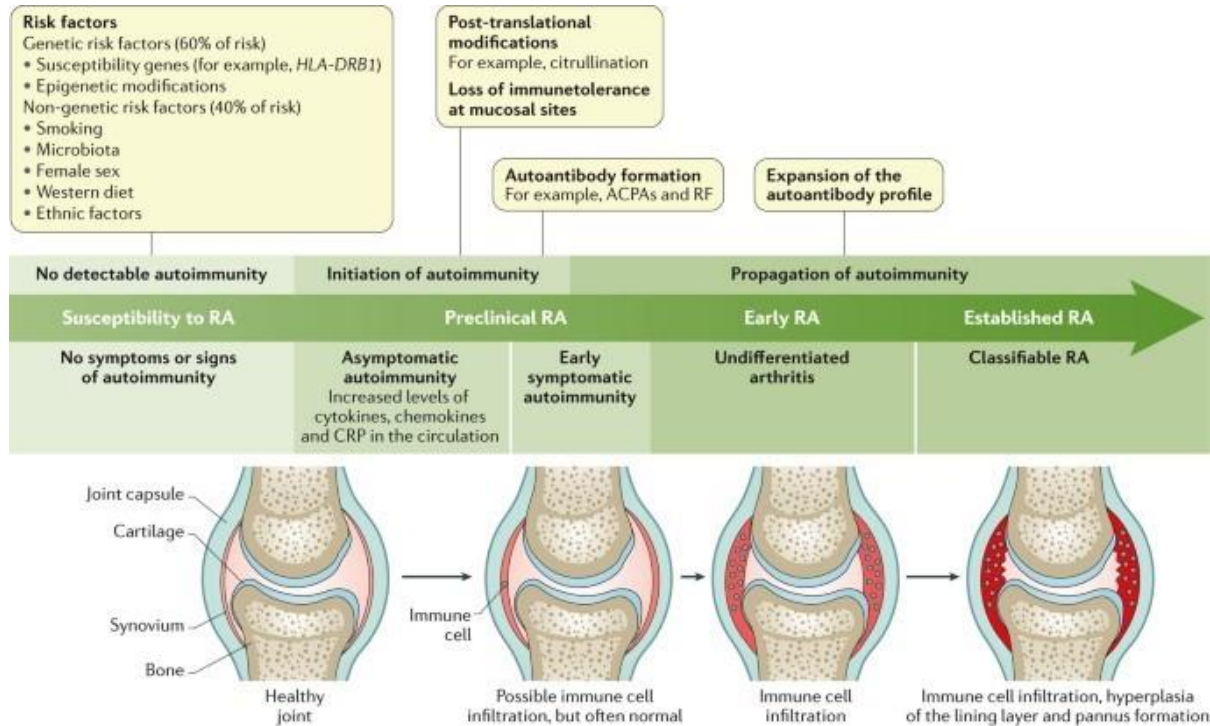 Risk factors
Genetic risk factors (60% of risk)
• Susceptibility genes (for example, HLA-DRB1)
• Epigenetic modifications
Non-genetic risk factors (40% of risk)
• Smoking
• Microbiota
• Female sex
• Western diet
• Ethnic factors
Post-translational
modifications
For example, citrullination
Loss of immunetolerance
at mucosal sites
Autoantibody formation
For example, ACPAs and RF
Expansion of the
autoantibody profile
No detectable autoimmunity
Initiation of autoimmunity
Propagation of autoimmunity
Susceptibility to RA
Preclinical RA
Early RA
Established RA
No symptoms or signs
of autoimmunity
Asymptomatic
autoimmunity
Increased levels of
cytokines, chemokines
and CRP in the circulation
Early
symptomatic
autoimmunity
Undifferentiated
arthritis
Classifiable RA
Joint capsule
Cartilage
Synovium
Bone
Immune
cell
Healthy
joint
Possible immune cell
infiltration, but often normal
Immune cell
infiltration
Immune cell infiltration, hyperplasia
of the lining layer and pannus formation